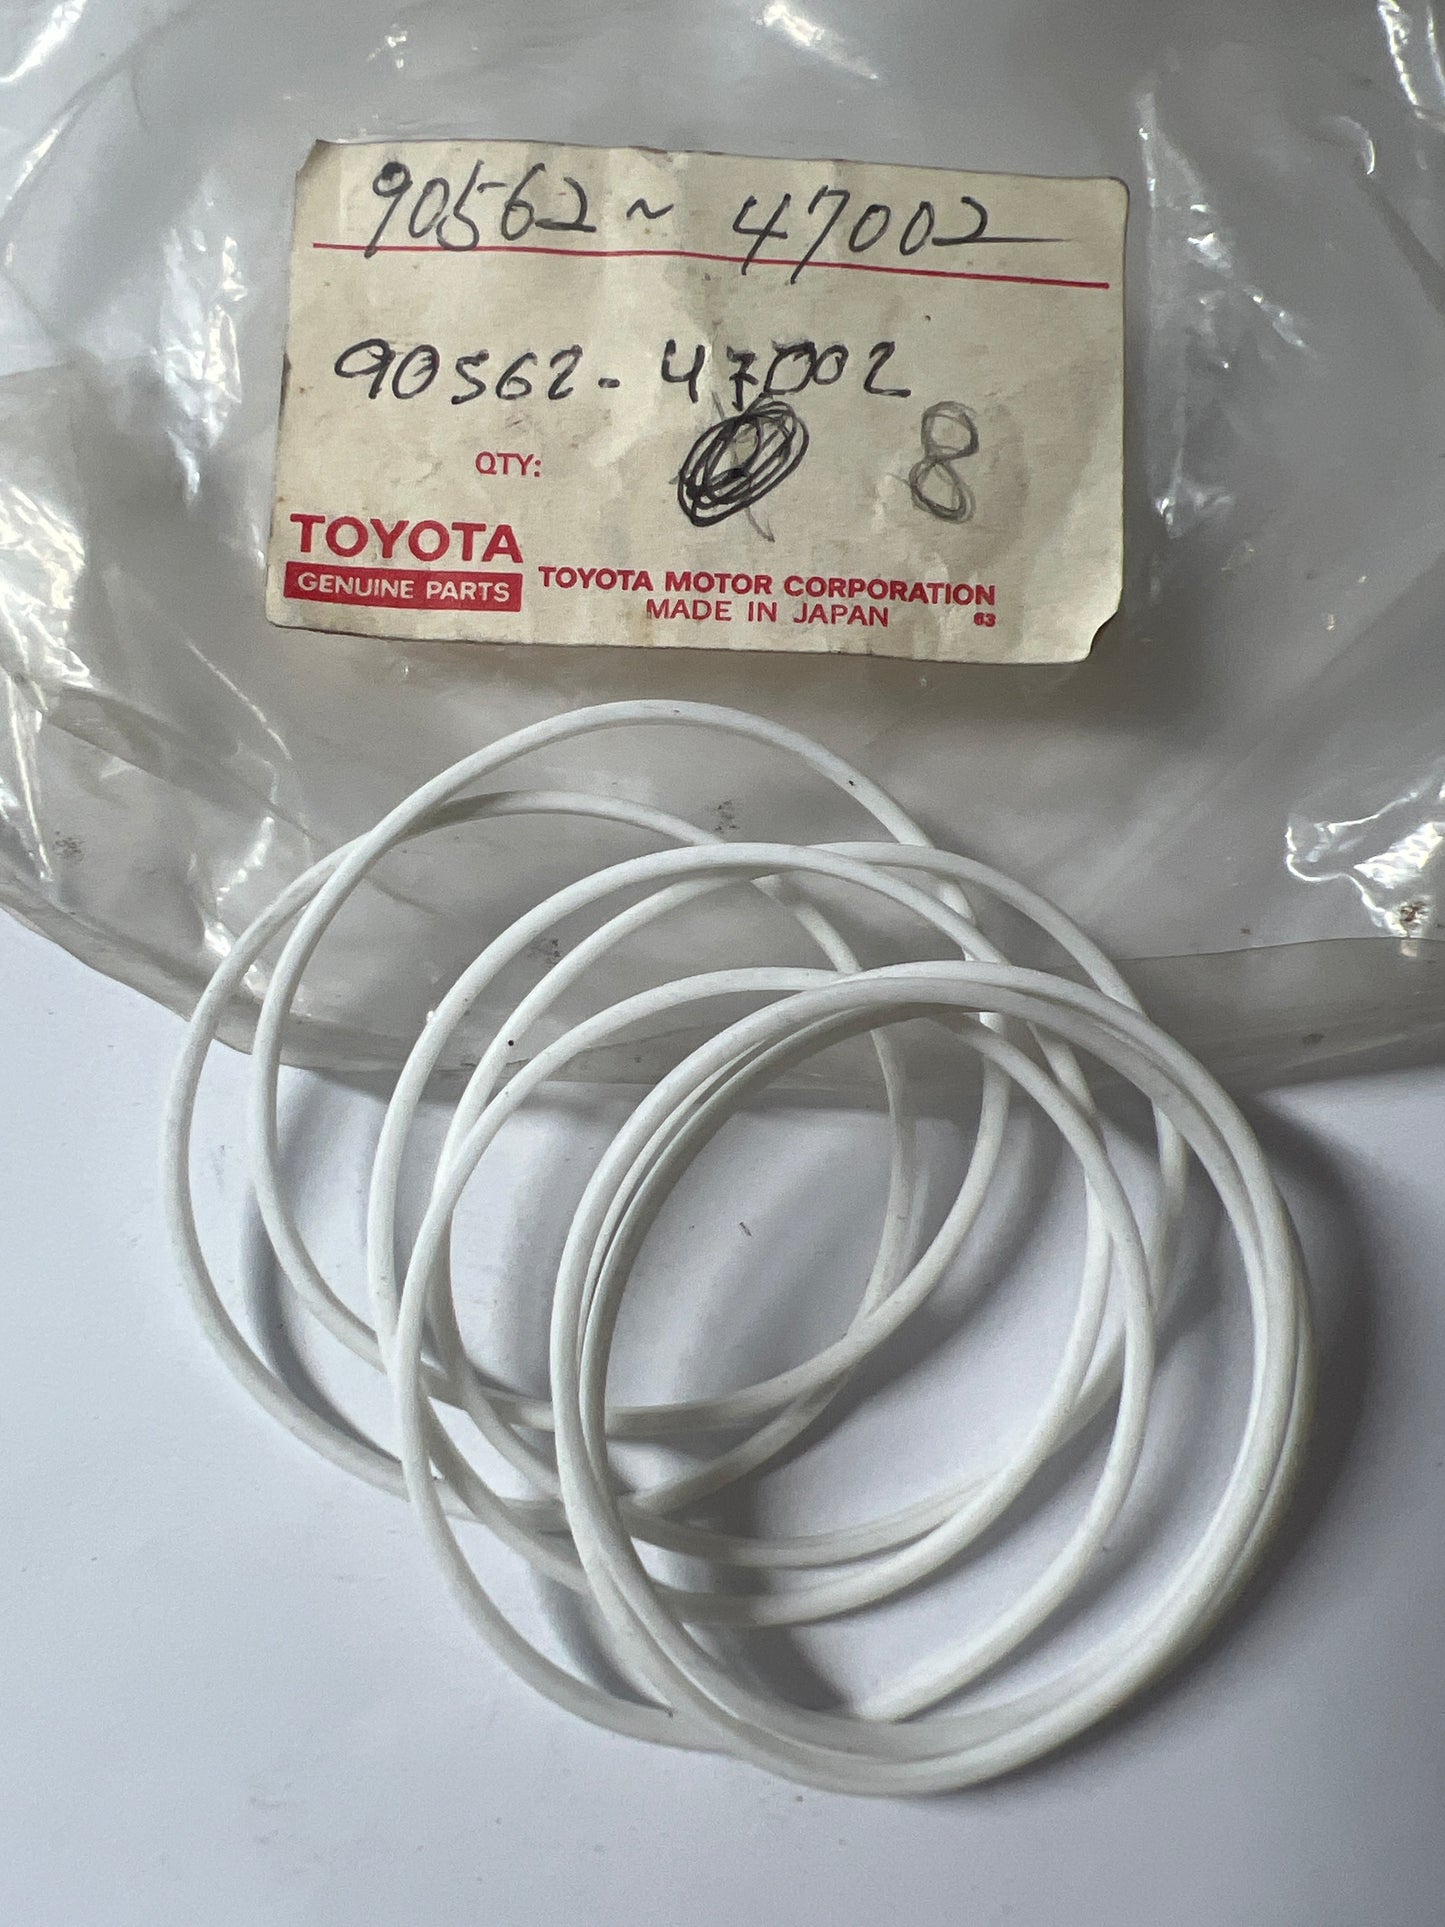 90562~47002
90562-47002
QTY: 8
TOYOTA
GENUINE PARTS
TOYOTA MOTOR CORPORATION
MADE IN JAPAN 63